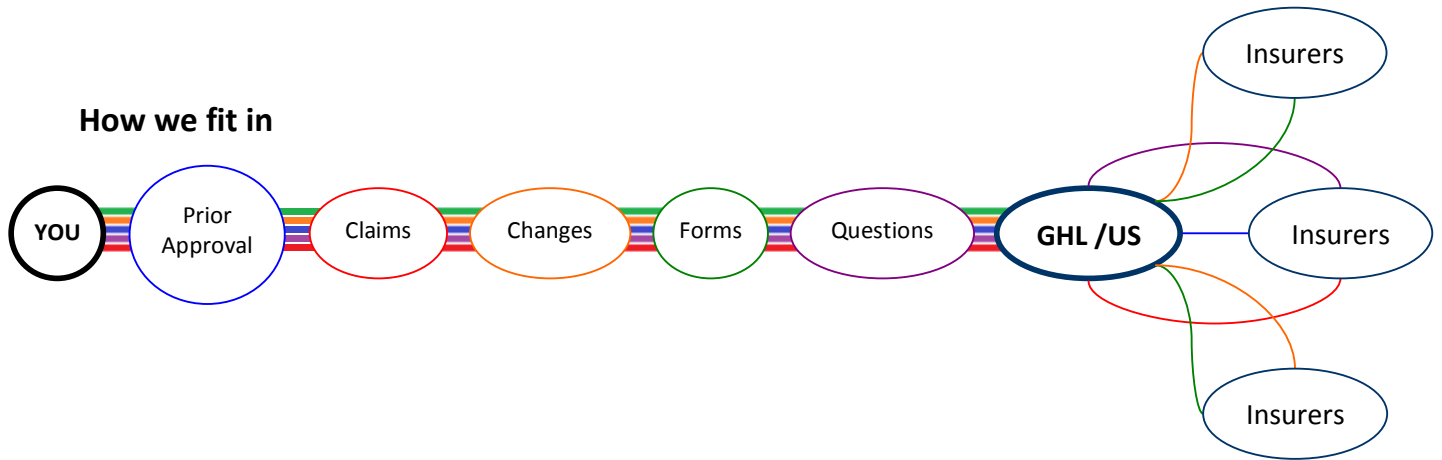 How we fit in
YOU
Prior
Approval
Claims
Changes
Forms
Questions
GHL /US
Insurers
Insurers
Insurers